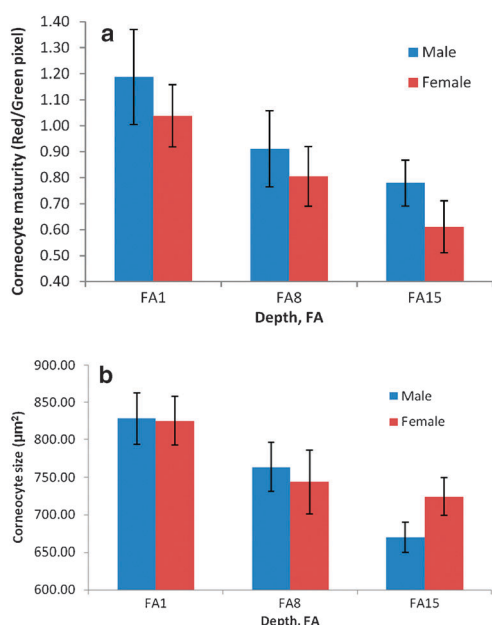 a
Male
Female
Corneocyte maturity (Red/Green pixel)
1.40
1.30
1.20
1.10
1.00
0.90
0.80
0.70
0.60
0.50
0.40
FA1 FA8 FA15
Depth, FA
b
Male
Female
Corneocyte size (µm²)
900.00
850.00
800.00
750.00
700.00
650.00
600.00
FA1 FA8 FA15
Depth, FA